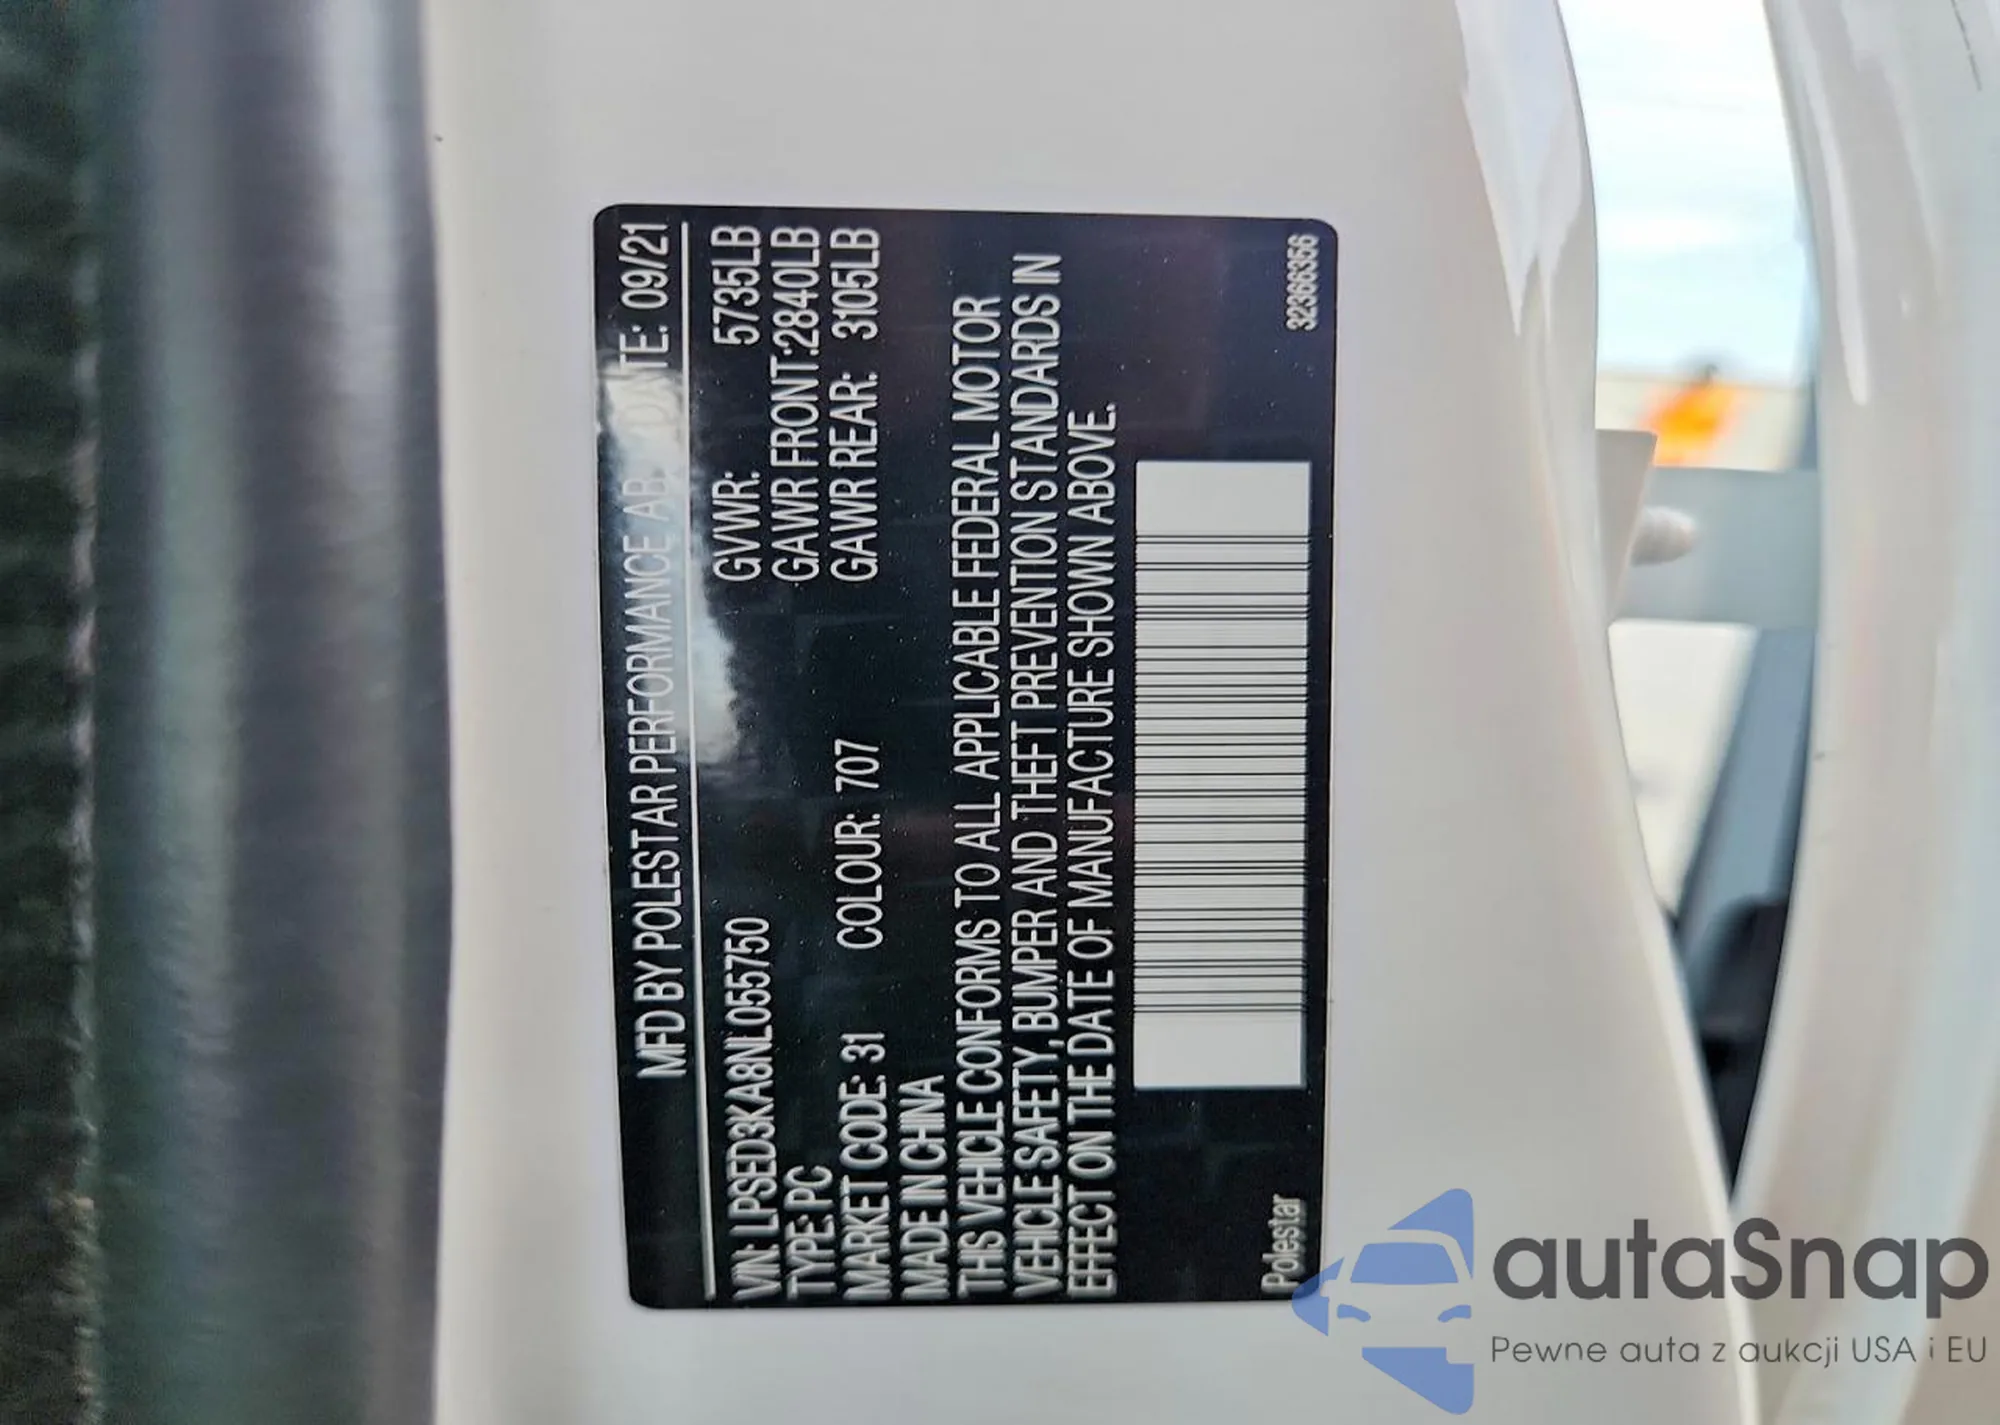 MFD BY POLESTAR PERFORMANCE AB. DATE: 09/21
VIN: LPSED3KA8NL055750
GVWR: 5735LB
TYPE: PC
GAWR FRONT:2840LB
MARKET CODE: 31 COLOUR: 707 GAWR REAR: 3105LB
MADE IN CHINA
THIS VEHICLE CONFORMS TO ALL APPLICABLE FEDERAL MOTOR
VEHICLE SAFETY, BUMPER AND THEFT PREVENTION STANDARDS IN
EFFECT ON THE DATE OF MANUFACTURE SHOWN ABOVE.
Polestar
32366356
autaSnap
Pewne auta z aukcji USA i EU